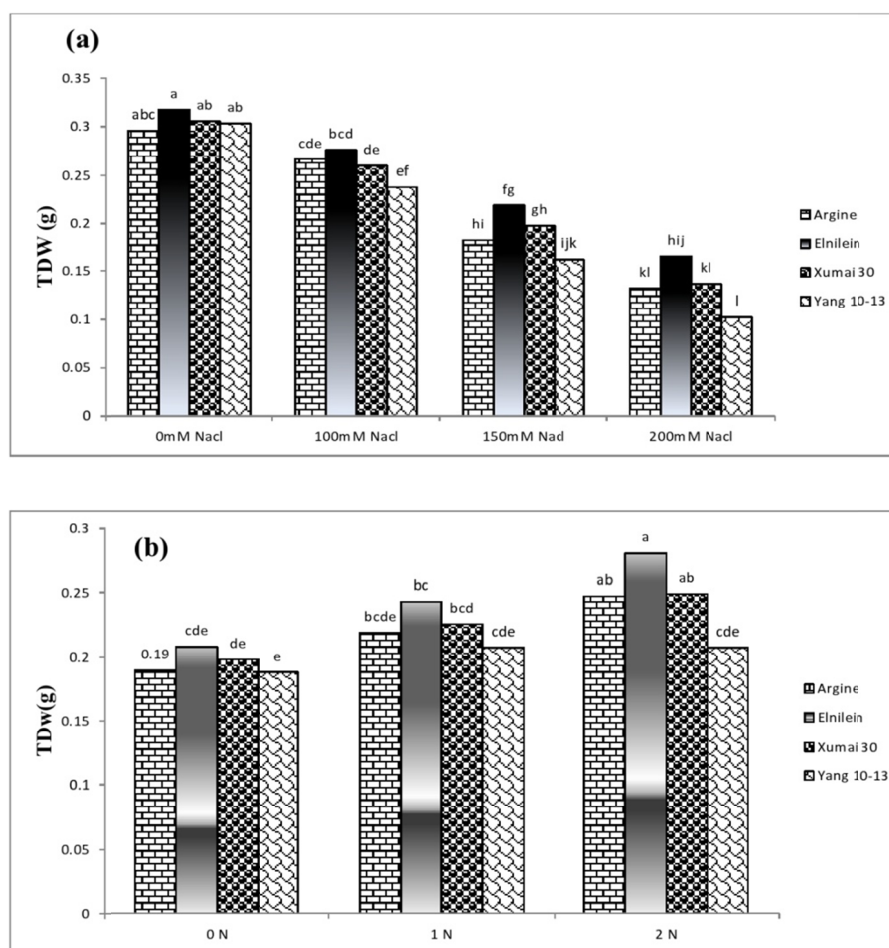 (a)
TDW (g)
0.35
0.3
0.25
0.2
0.15
0.1
0.05
0
abc a ab ab
cde bcd de ef
hi fg gh ijk
kl hij kl l
0mM Nacl 100mM Nacl 150mM Nacl 200mM Nacl
Argine
Elnilein
Xumai 30
Yang 10-13
(b)
TDw(g)
0.3
0.25
0.2
0.15
0.1
0.05
0
0.19 cde de e
bcde bc bcd cde
ab a ab cde
0 N 1 N 2 N
Argine
Elnilein
Xumai 30
Yang 10-13